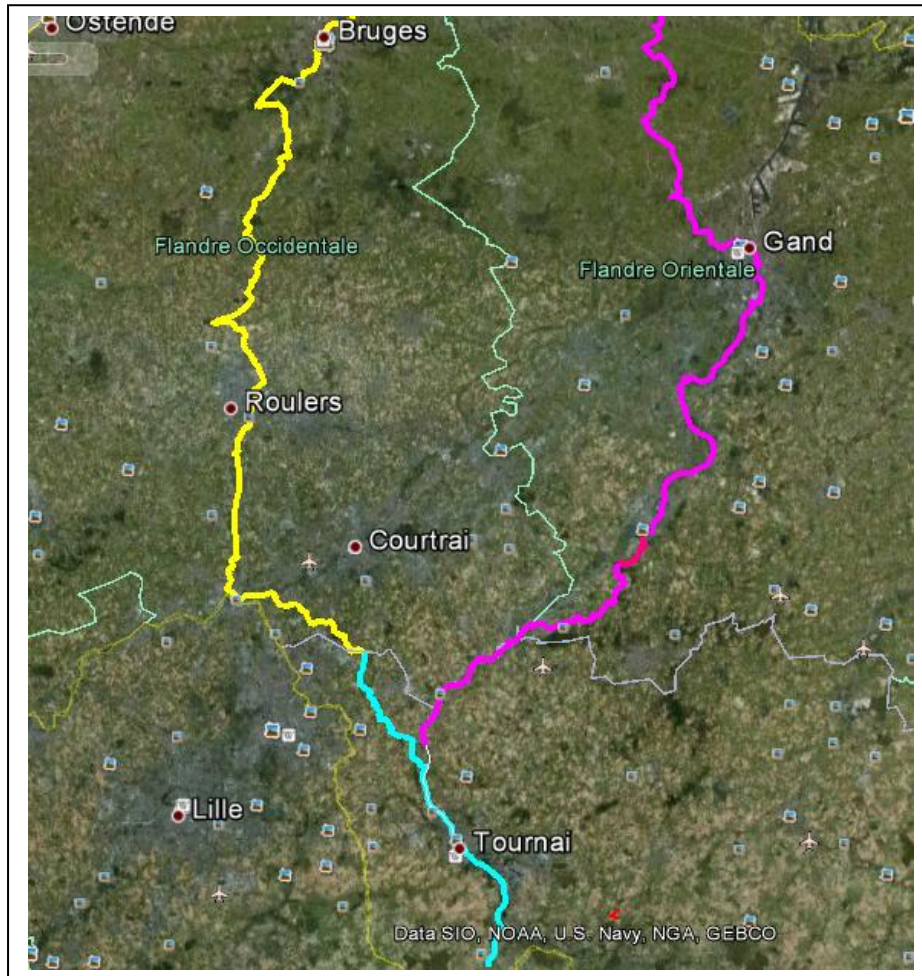 Ostende
Bruges
Gand
Flandre Occidentale
Flandre Orientale
Roulers
Courtrai
Lille
Tournai
Data SIO, NOAA, U.S. Navy, NGA, GEBCO